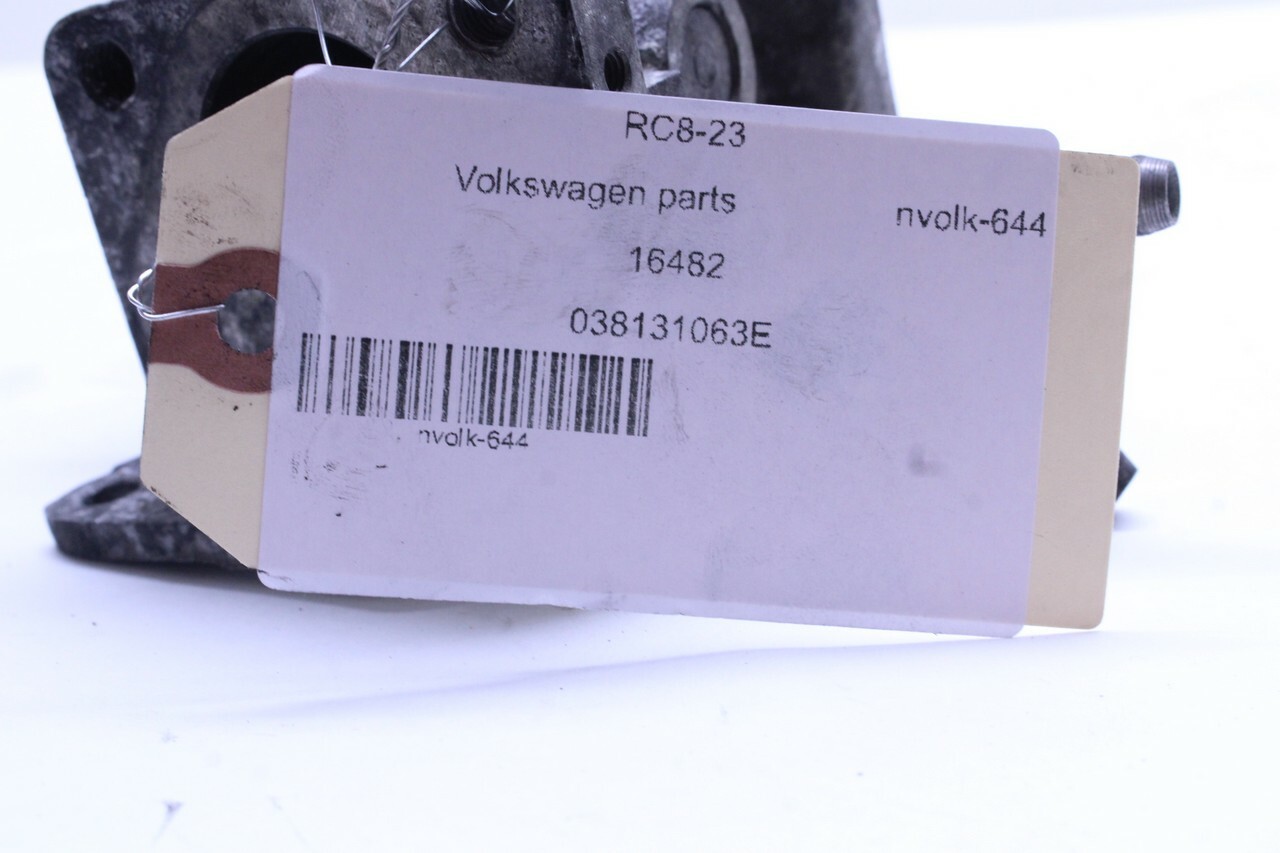 RC8-23
Volkswagen parts
nvolk-644
16482
038131063E
nvolk-644